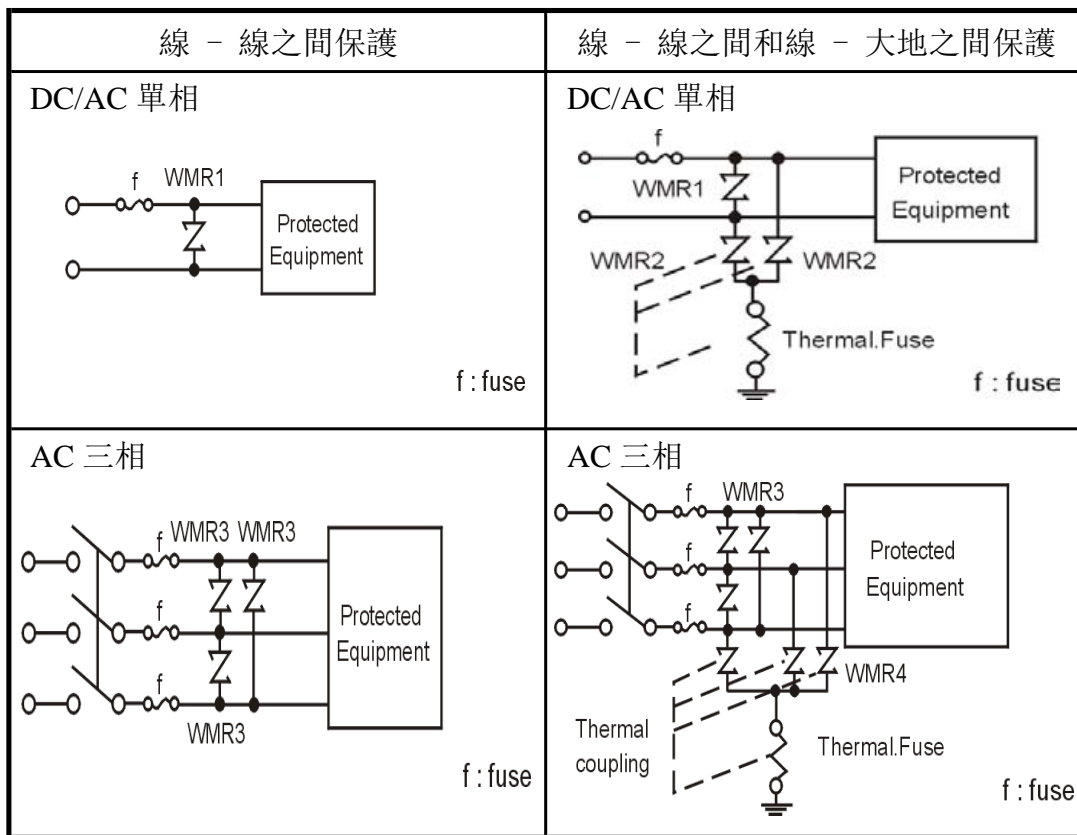 線 － 線之間保護
線 － 線之間和線 － 大地之間保護
DC/AC 單相
f
WMR1
Protected
Equipment
f : fuse
DC/AC 單相
f
WMR1
Protected
Equipment
WMR2
WMR2
Thermal.Fuse
f : fuse
AC 三相
f
WMR3 WMR3
f
Protected
Equipment
f
WMR3
f : fuse
AC 三相
f
WMR3
f
Protected
Equipment
f
WMR4
Thermal
coupling
Thermal.Fuse
f : fuse